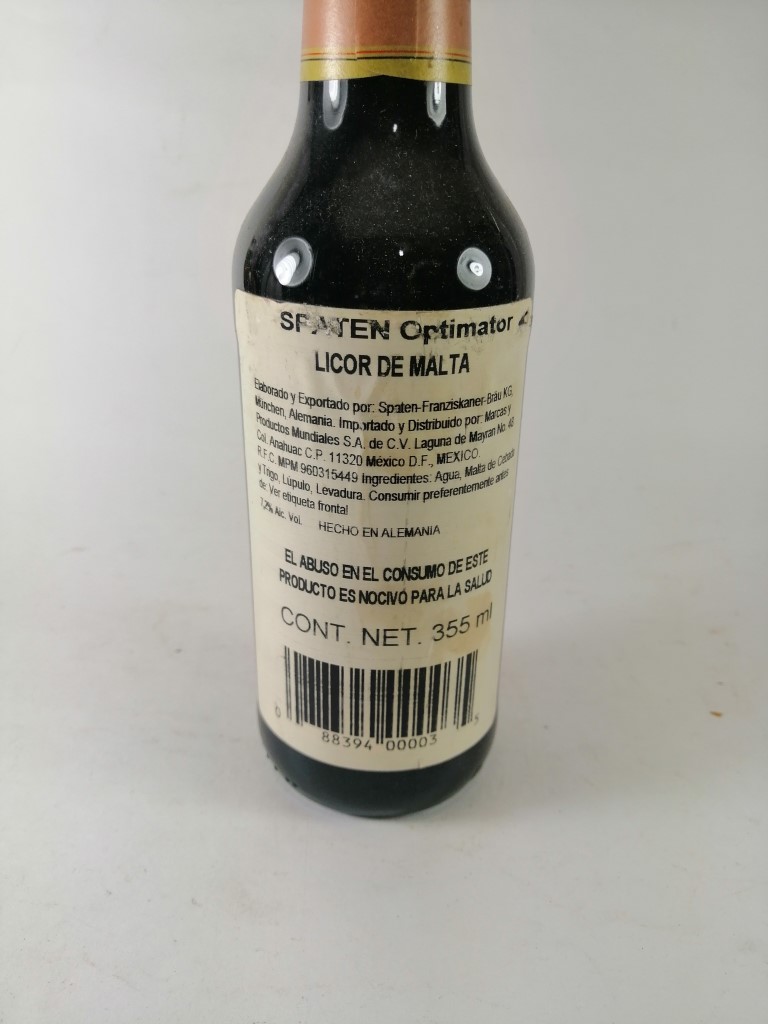 SPATEN Optimator
LICOR DE MALTA
Elaborado y Exportado por: Spaten-Franziskaner-Bräu KG,
München, Alemania. Importado y Distribuido por: Marcas y
Productos Mundiales S.A. de C.V. Laguna de Mayran No. 48
Col. Anahuac C.P. 11320 México D.F., MEXICO.
R.F.C. MPM 960315449 Ingredientes: Agua, Malta de Cebada
y Trigo, Lúpulo, Levadura. Consumir preferentemente antes
de: Ver etiqueta frontal
7,2% Alc. Vol. HECHO EN ALEMANIA
EL ABUSO EN EL CONSUMO DE ESTE
PRODUCTO ES NOCIVO PARA LA SALUD
CONT. NET. 355 ml
0 88394 00003 5